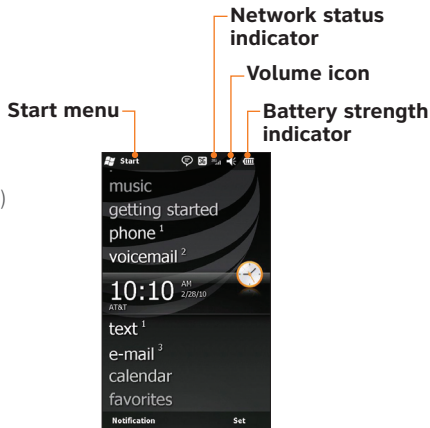 Network status
indicator
Volume icon
Start menu
Battery strength
indicator
)
Start
music
getting started
phone 1
voicemail 2
10:10 AM
2/28/10
AT&T
text 1
e-mail 3
calendar
favorites
Notification Set